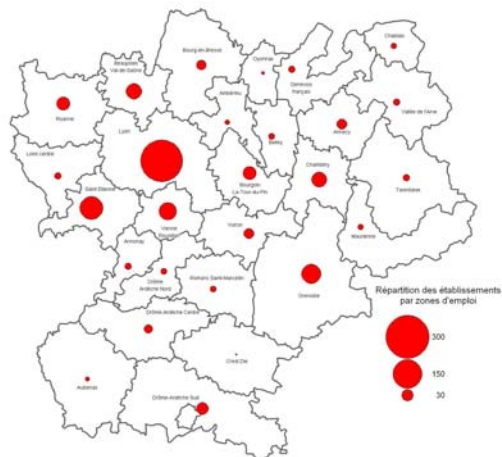 Chablais
Bourg-en-Bresse
Oyonnax
Genevois
français
Beaujolais
Val-de-Saône
Vallée de l'Arve
Roanne
Ambérieu
Annecy
Lyon
Belley
Loire centre
Bourgoin
La Tour du Pin
Chambéry
Tarentaise
Saint Etienne
Vienne
Roussillon
Voiron
Maurienne
Annonay
Drôme
Ardèche Nord
Romans Saint-Marcellin
Grenoble
Répartition des établissements
par zones d'emploi
Drôme-Ardèche Centre
300
Crest Die
150
Aubenas
30
Drôme-Ardèche Sud